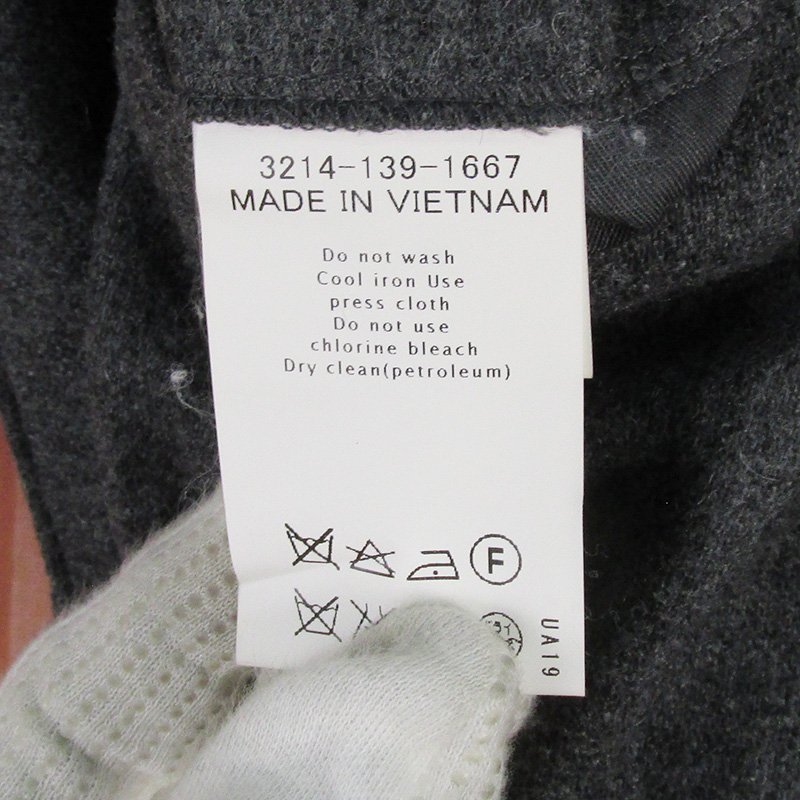 3214-139-1667
MADE IN VIETNAM
Do not wash
Cool iron Use
press cloth
Do not use
chlorine bleach
Dry clean(petroleum)
F
UA19